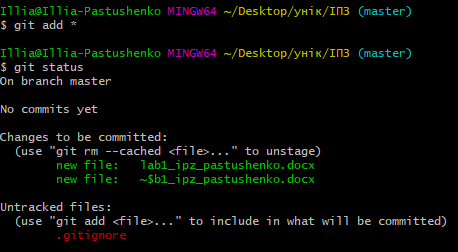 Illia@Illia-Pastushenko MINGW64 ~/Desktop/унік/ІПЗ (master)
$ git add *

Illia@Illia-Pastushenko MINGW64 ~/Desktop/унік/ІПЗ (master)
$ git status
On branch master

No commits yet

Changes to be committed:
  (use "git rm --cached <file>..." to unstage)
        new file:   lab1_ipz_pastushenko.docx
        new file:   ~$b1_ipz_pastushenko.docx

Untracked files:
  (use "git add <file>..." to include in what will be committed)
        .gitignore